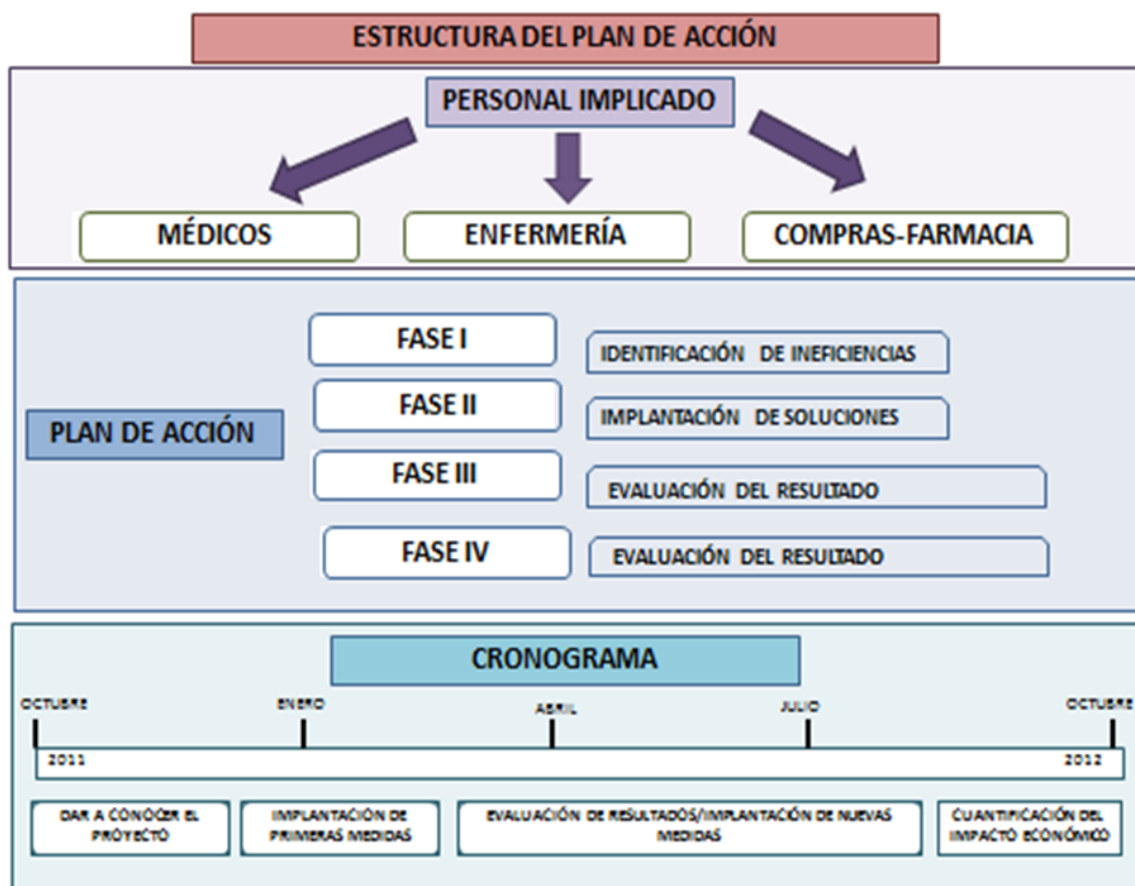 ESTRUCTURA DEL PLAN DE ACCIÓN
PERSONAL IMPLICADO
MÉDICOS
ENFERMERÍA
COMPRAS-FARMACIA
PLAN DE ACCIÓN
FASE I
IDENTIFICACIÓN DE INEFICIENCIAS
FASE II
IMPLANTACIÓN DE SOLUCIONES
FASE III
EVALUACIÓN DEL RESULTADO
FASE IV
EVALUACIÓN DEL RESULTADO
CRONOGRAMA
OCTUBRE
ENERO
ABRIL
JULIO
OCTUBRE
2011
2012
DAR A CONOCER EL
PROYECTO
IMPLANTACIÓN DE
PRIMERAS MEDIDAS
EVALUACIÓN DE RESULTADOS/IMPLANTACIÓN DE NUEVAS
MEDIDAS
CUANTIFICACIÓN DEL
IMPACTO ECONÓMICO